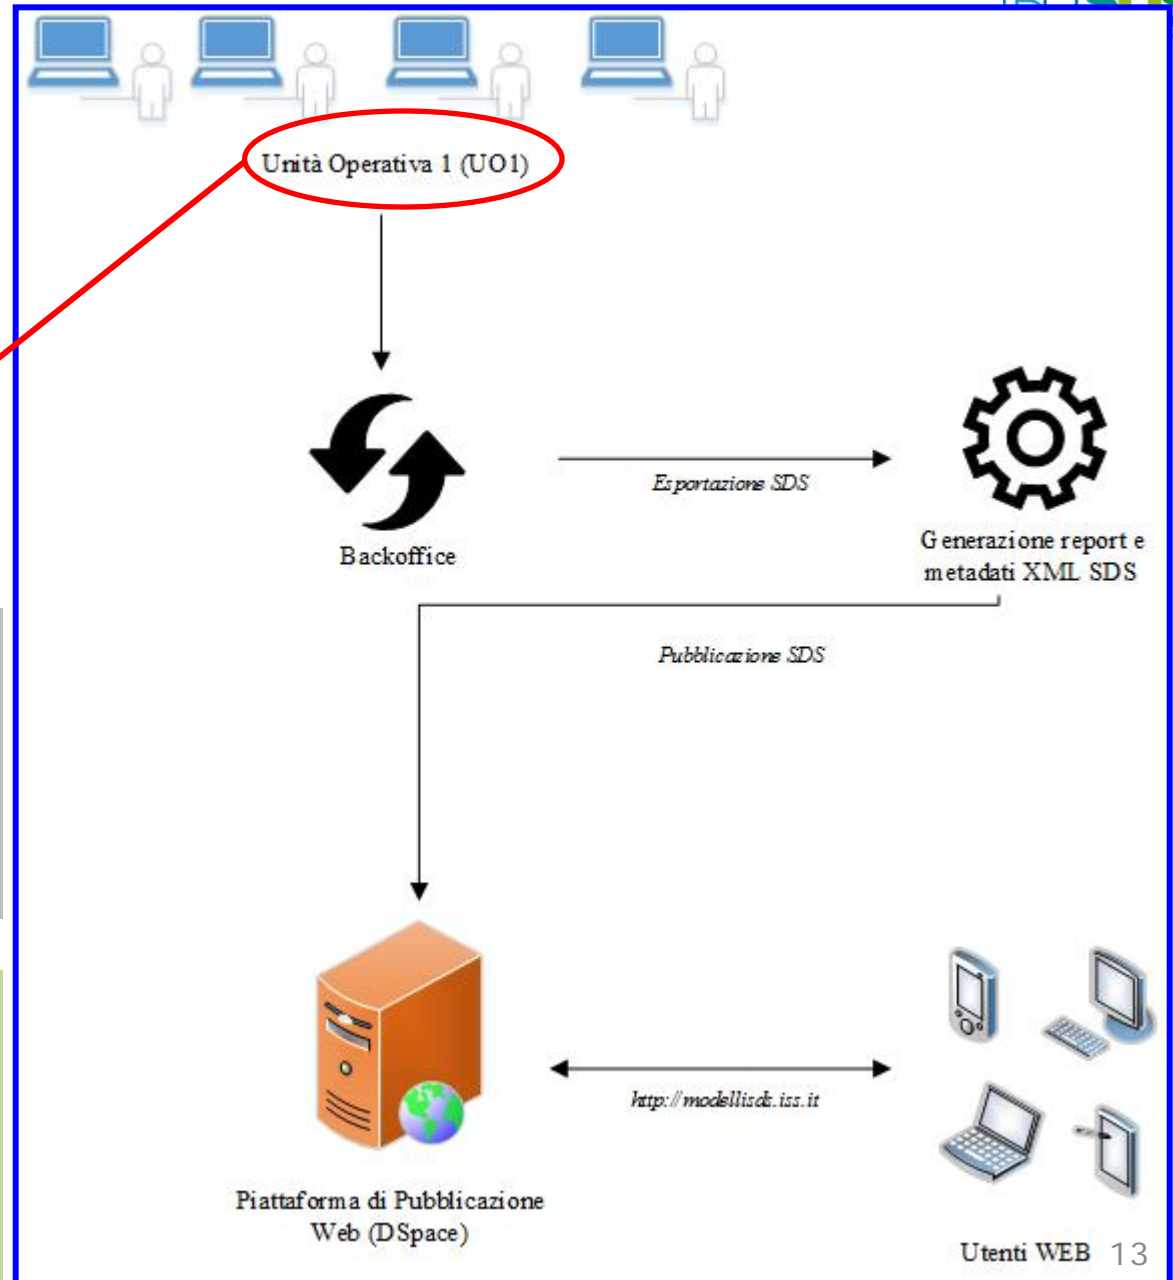 Unità Operativa 1 (UO1)
Esportazione SDS
Backoffice
Generazione report e
metadati XML SDS
Pubblicazione SDS
http://modellisds.iss.it
Piattaforma di Pubblicazione
Web (DSpace)
Utenti WEB
13